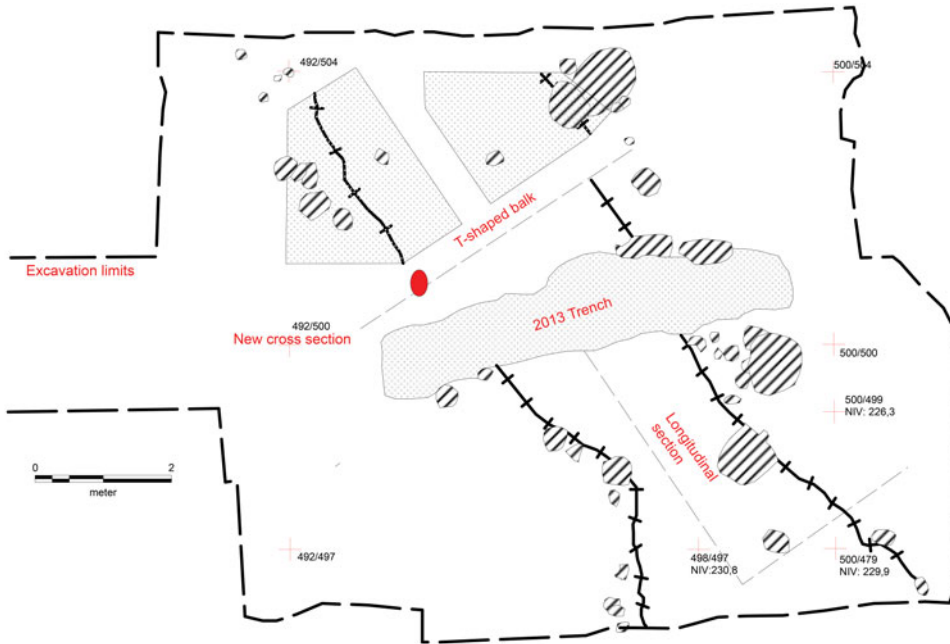 492/504
500/504
T-shaped balk
Excavation limits
492/500
New cross section
2013 Trench
500/500
500/499
NIV: 226,3
Longitudinal
section
0 2
meter
492/497
498/497
NIV:230,8
500/479
NIV: 229,9